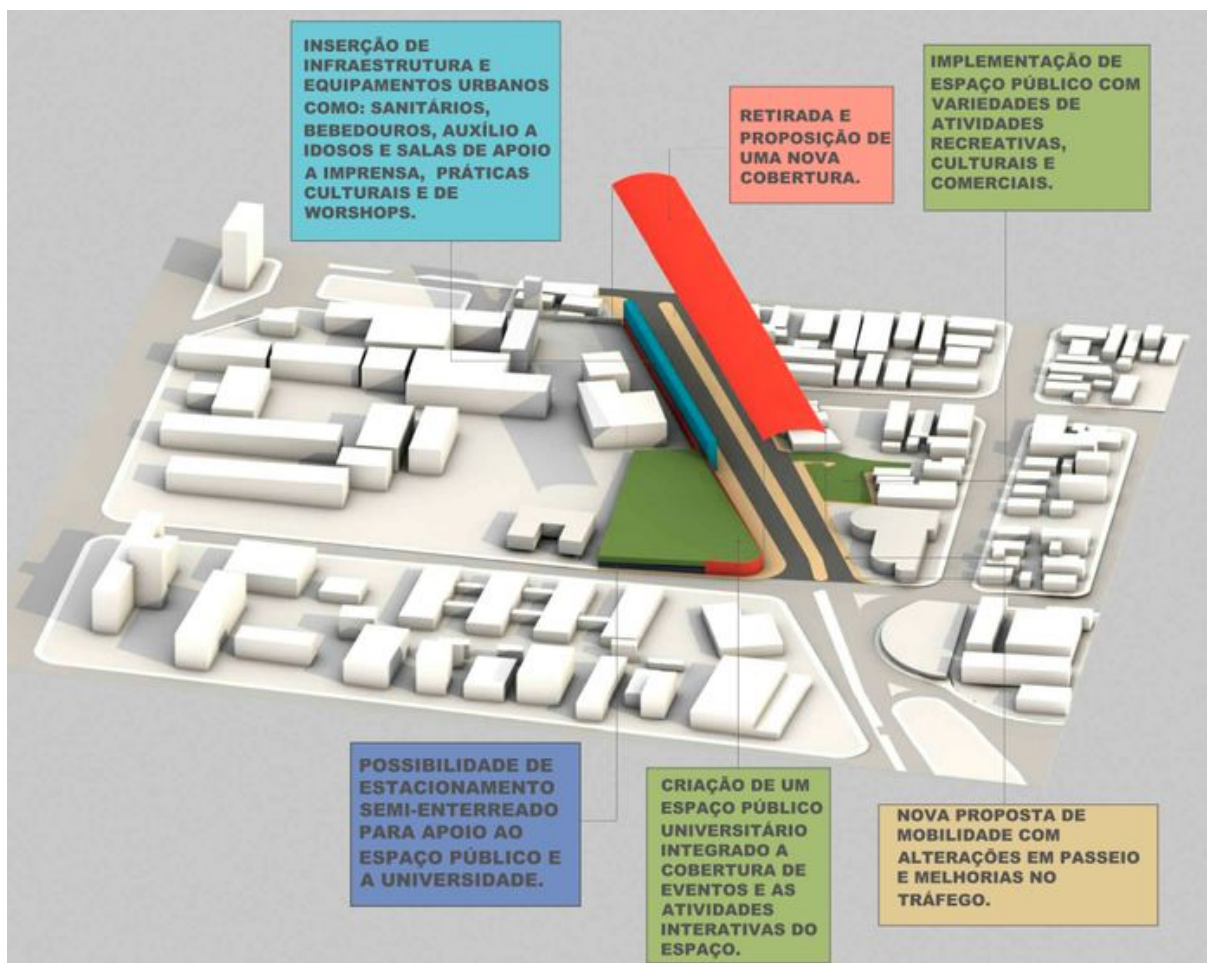 INSERÇÃO DE
INFRAESTRUTURA E
EQUIPAMENTOS URBANOS
COMO: SANITÁRIOS,
BEBEDOUROS, AUXÍLIO A
IDOSOS E SALAS DE APOIO
A IMPRENSA, PRÁTICAS
CULTURAIS E DE
WORSHOPS.
RETIRADA E
PROPOSIÇÃO DE
UMA NOVA
COBERTURA.
IMPLEMENTAÇÃO DE
ESPAÇO PÚBLICO COM
VARIEDADES DE
ATIVIDADES
RECREATIVAS,
CULTURAIS E
COMERCIAIS.
POSSIBILIDADE DE
ESTACIONAMENTO
SEMI-ENTERREADO
PARA APOIO AO
ESPAÇO PÚBLICO E
A UNIVERSIDADE.
CRIAÇÃO DE UM
ESPAÇO PÚBLICO
UNIVERSITÁRIO
INTEGRADO A
COBERTURA DE
EVENTOS E AS
ATIVIDADES
INTERATIVAS DO
ESPAÇO.
NOVA PROPOSTA DE
MOBILIDADE COM
ALTERAÇÕES EM PASSEIO
E MELHORIAS NO
TRÁFEGO.